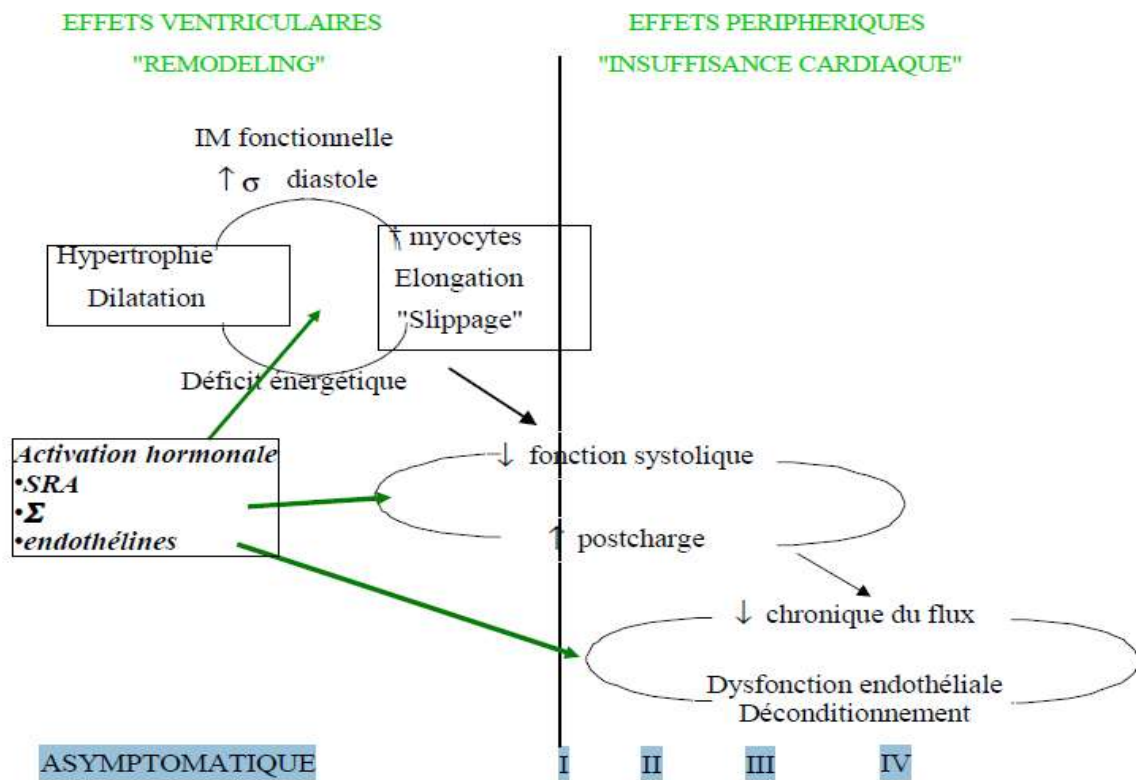 EFFETS VENTRICULAIRES
"REMODELING"
EFFETS PERIPHERIQUES
"INSUFFISANCE CARDIAQUE"
IM fonctionnelle
↑ σ diastole
Hypertrophie
Dilatation
† myocytes
Elongation
"Slippage"
Déficit énergétique
Activation hormonale
•SRA
•Σ
•endothélines
↓ fonction systolique
↑ postcharge
↓ chronique du flux
Dysfonction endothéliale
Déconditionnement
ASYMPTOMATIQUE I II III IV